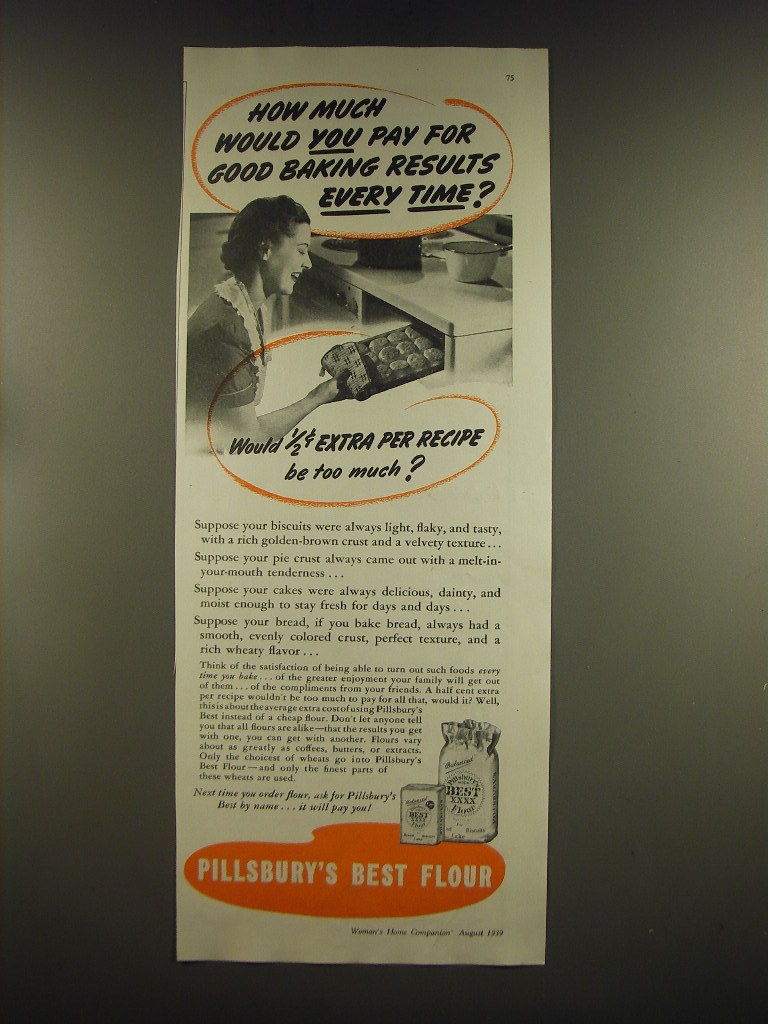 75
HOW MUCH
WOULD YOU PAY FOR
GOOD BAKING RESULTS
EVERY TIME?
Would ½¢ EXTRA PER RECIPE
be too much?
Suppose your biscuits were always light, flaky, and tasty,
with a rich golden-brown crust and a velvety texture...
Suppose your pie crust always came out with a melt-in-
your-mouth tenderness...
Suppose your cakes were always delicious, dainty, and
moist enough to stay fresh for days and days...
Suppose your bread, if you bake bread, always had a
smooth, evenly colored crust, perfect texture, and a
rich wheaty flavor...
Think of the satisfaction of being able to turn out such foods every
time you bake...of the greater enjoyment your family will get out
of them...of the compliments from your friends. A half cent extra
per recipe wouldn't be too much to pay for all that, would it? Well,
this is about the average extra cost of using Pillsbury's
Best instead of a cheap flour. Don't let anyone tell
you that all flours are alike—that the results you get
with one, you can get with another. Flours vary
about as greatly as coffees, butters, or extracts.
Only the choicest of wheats go into Pillsbury's
Best Flour—and only the finest parts of
these wheats are used.
Next time you order flour, ask for Pillsbury's
Best by name...it will pay you!
Balanced
Pillsbury's
BEST
XXXX
Flour
Biscuits
Cake
Balanced
BEST
XXXX
Flour
PILLSBURY'S BEST FLOUR
Woman's Home Companion August 1939